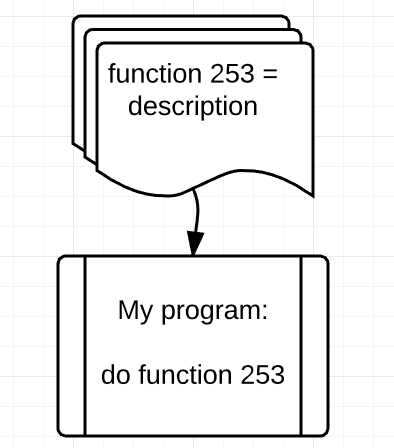 function 253 =
description
My program:
do function 253